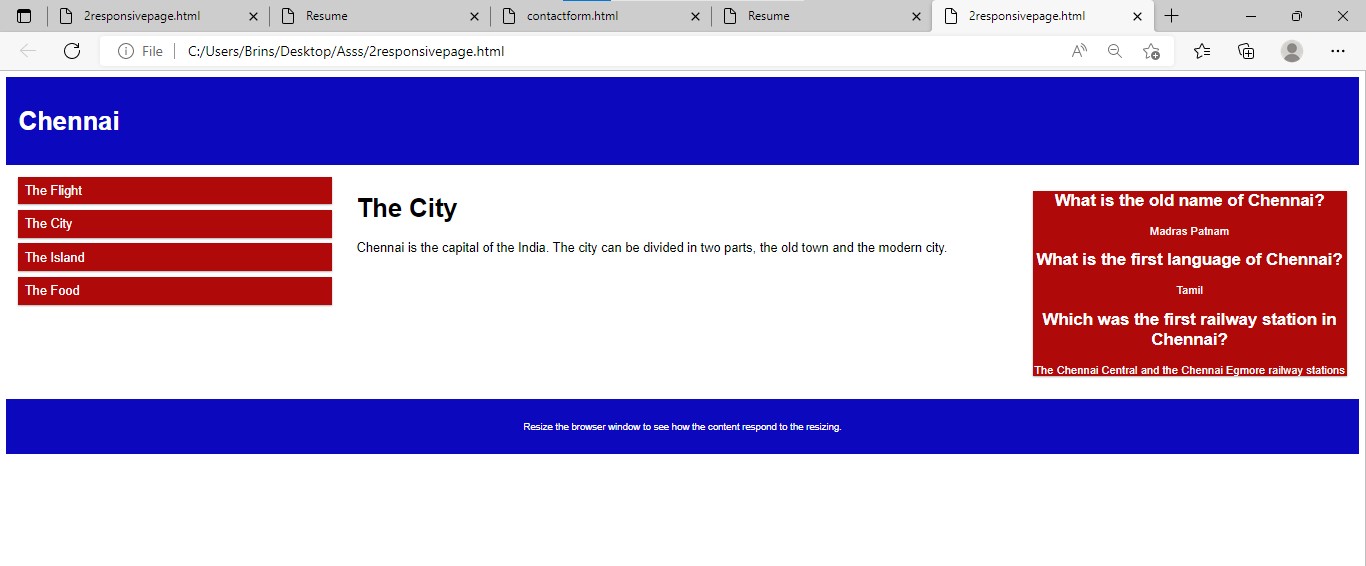 2responsivepage.html
Resume
contactform.html
Resume
2responsivepage.html
File
C:/Users/Brins/Desktop/Asss/2responsivepage.html
Chennai
The Flight
The City
The Island
The Food
The City
Chennai is the capital of the India. The city can be divided in two parts, the old town and the modern city.
What is the old name of Chennai?
Madras Patnam
What is the first language of Chennai?
Tamil
Which was the first railway station in
Chennai?
The Chennai Central and the Chennai Egmore railway stations
Resize the browser window to see how the content respond to the resizing.